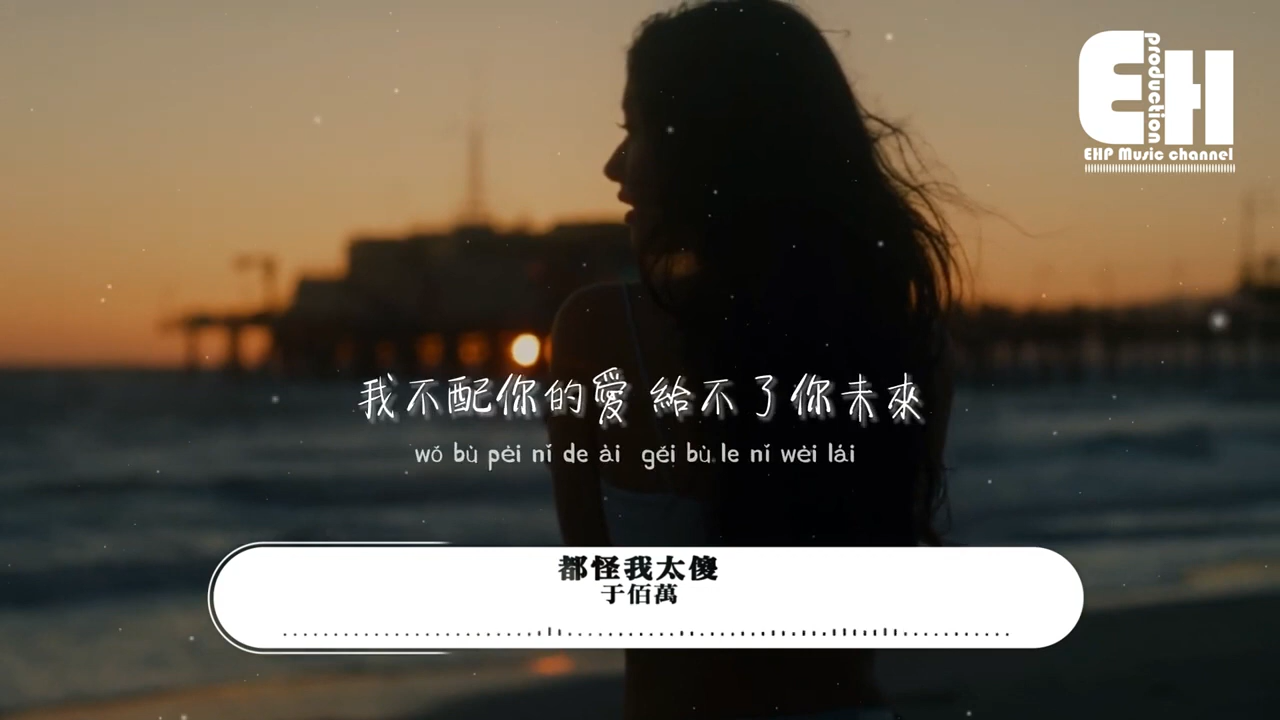 EH
production
EHP Music channel
我不配你的愛 給不了你未來
wǒ bù pèi nǐ de ài gěi bù le nǐ wèi lái
都怪我太傻
于佰萬